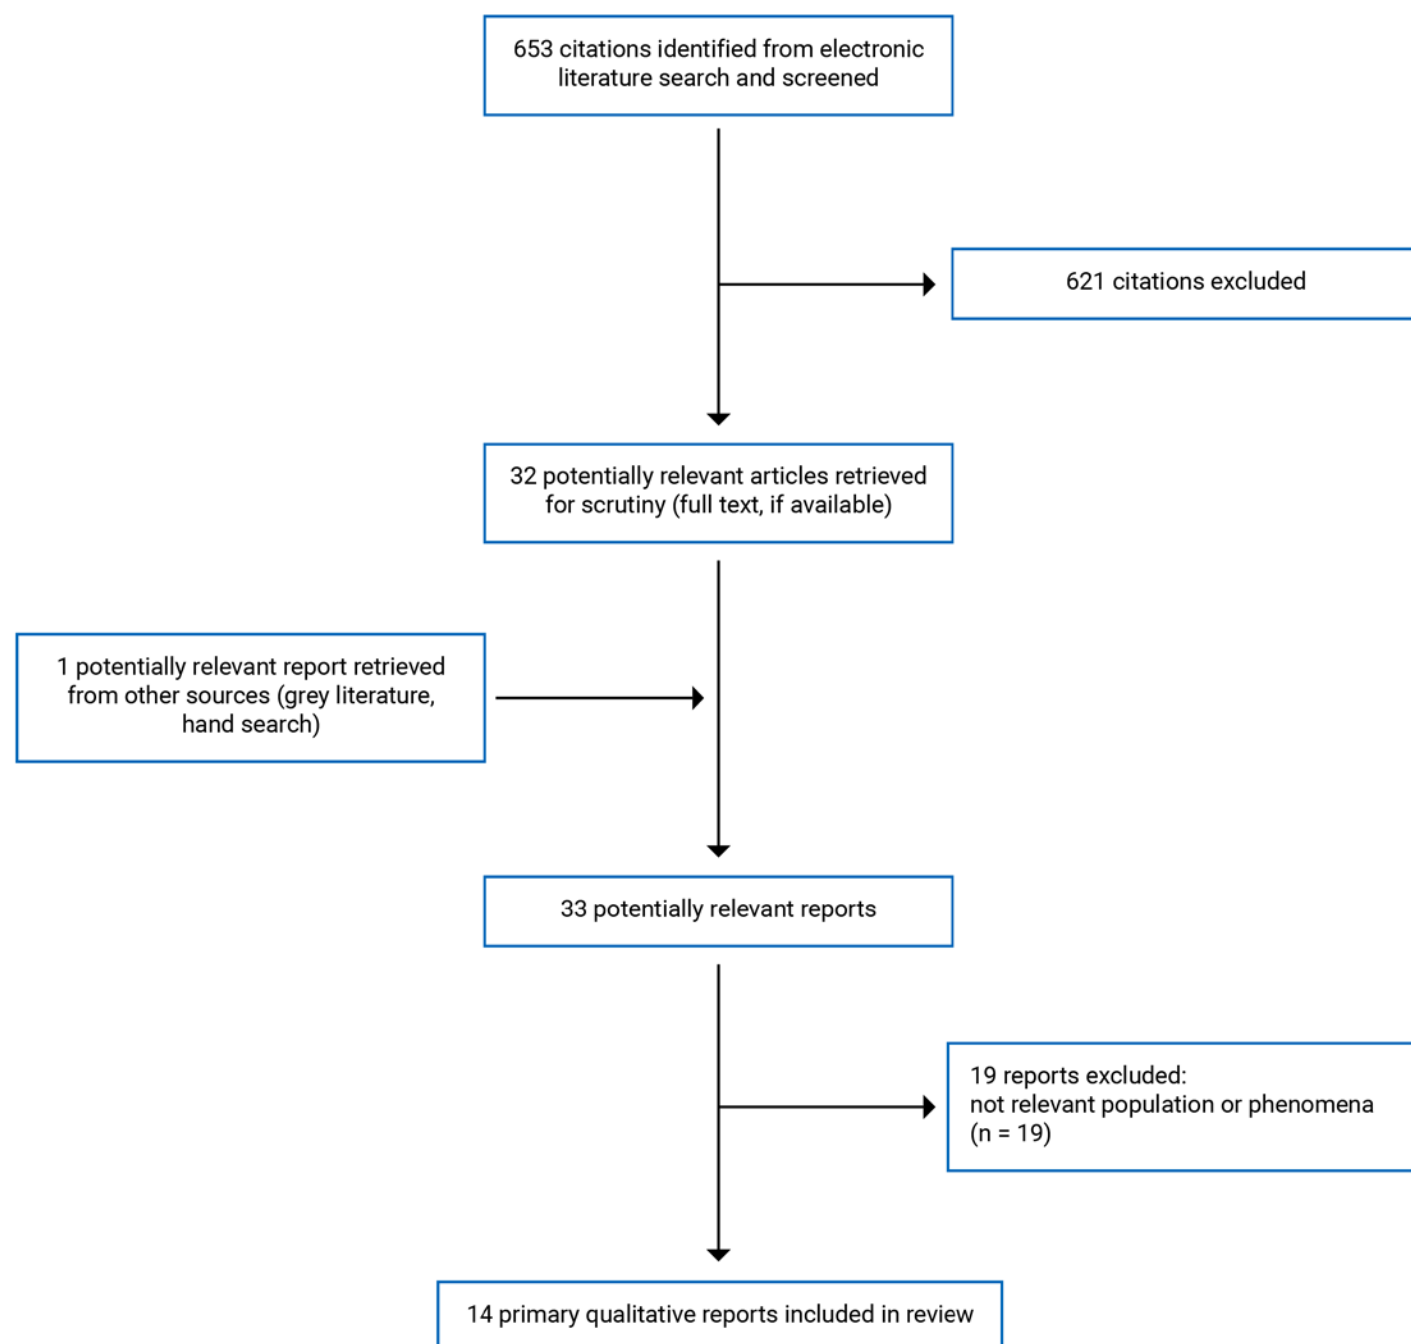 653 citations identified from electronic
literature search and screened
621 citations excluded
32 potentially relevant articles retrieved
for scrutiny (full text, if available)
1 potentially relevant report retrieved
from other sources (grey literature,
hand search)
33 potentially relevant reports
19 reports excluded:
not relevant population or phenomena
(n = 19)
14 primary qualitative reports included in review